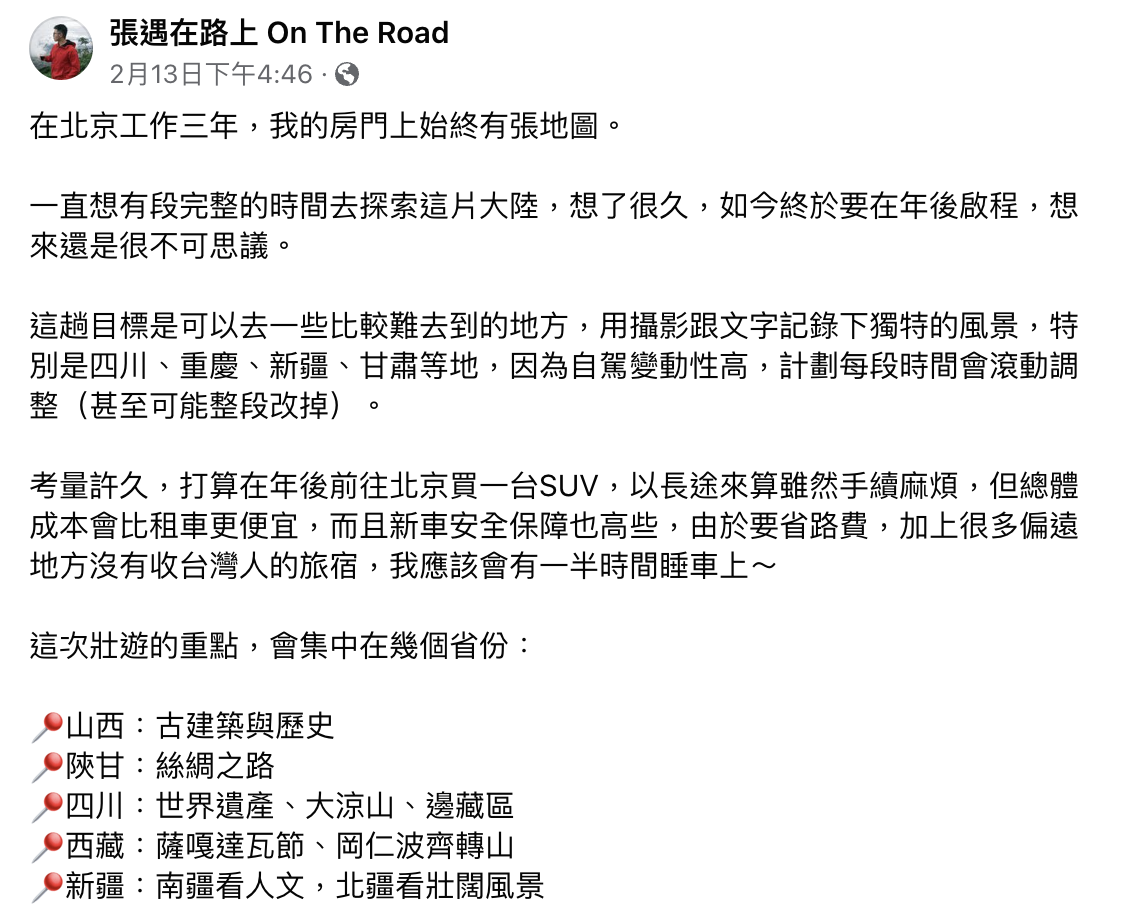 張遇在路上 On The Road
2月13日下午4:46 ·
在北京工作三年，我的房門上始終有張地圖。
一直想有段完整的時間去探索這片大陸，想了很久，如今終於要在年後啟程，想
來還是很不可思議。
這趟目標是可以去一些比較難去到的地方，用攝影跟文字記錄下獨特的風景，特
別是四川、重慶、新疆、甘肅等地，因為自駕變動性高，計劃每段時間會滾動調
整（甚至可能整段改掉）。
考量許久，打算在年後前往北京買一台SUV，以長途來算雖然手續麻煩，但總體
成本會比租車更便宜，而且新車安全保障也高些，由於要省路費，加上很多偏遠
地方沒有收台灣人的旅宿，我應該會有一半時間睡車上～
這次壯遊的重點，會集中在幾個省份：
📍山西：古建築與歷史
📍陝甘：絲綢之路
📍四川：世界遺產、大涼山、邊藏區
📍西藏：薩嘎達瓦節、岡仁波齊轉山
📍新疆：南疆看人文，北疆看壯闊風景